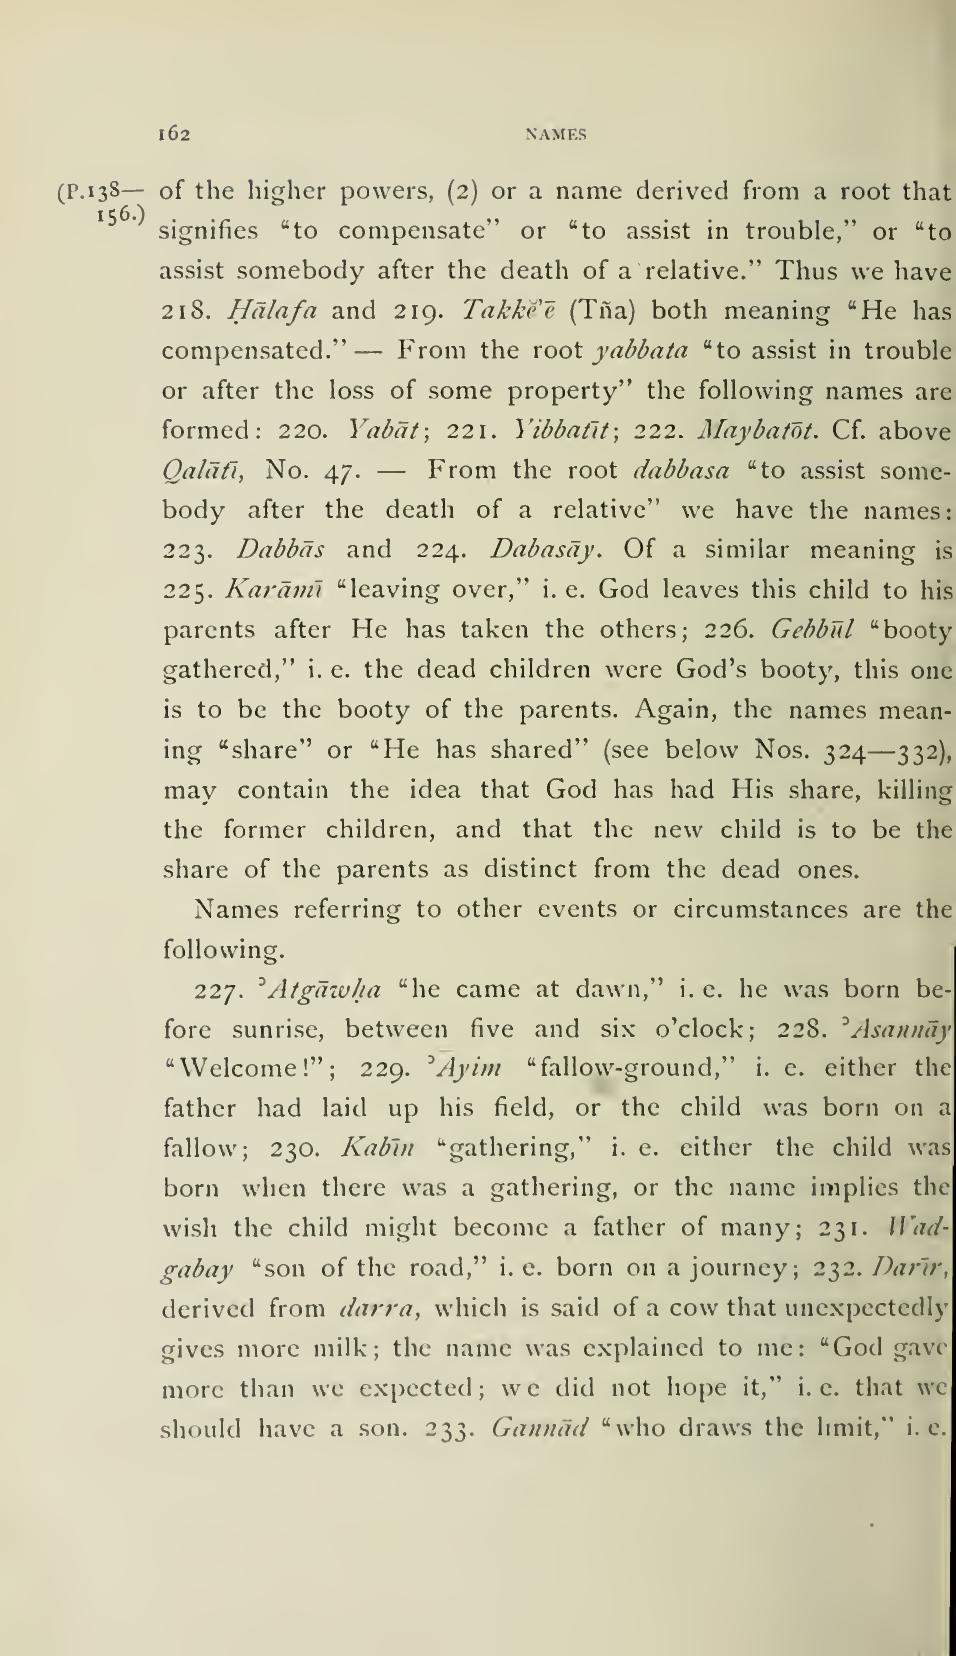 162 NAMES
(P.138— of the higher powers, (2) or a name derived from a root that
156.) signifies “to compensate” or “to assist in trouble,” or “to
assist somebody after the death of a relative.” Thus we have
218. Ḫālafa and 219. Takkĕ'ē (Tña) both meaning “He has
compensated.” — From the root yabbata “to assist in trouble
or after the loss of some property” the following names are
formed: 220. Yabāt; 221. Yibbatīt; 222. Maybatōt. Cf. above
Qalātī, No. 47. — From the root dabbasa “to assist some-
body after the death of a relative” we have the names:
223. Dabbās and 224. Dabasāy. Of a similar meaning is
225. Karāmī “leaving over,” i. e. God leaves this child to his
parents after He has taken the others; 226. Gebbūl “booty
gathered,” i. e. the dead children were God’s booty, this one
is to be the booty of the parents. Again, the names mean-
ing “share” or “He has shared” (see below Nos. 324—332),
may contain the idea that God has had His share, killing
the former children, and that the new child is to be the
share of the parents as distinct from the dead ones.
Names referring to other events or circumstances are the
following.
227. ʾAtgāwḥa “he came at dawn,” i. e. he was born be-
fore sunrise, between five and six o’clock; 228. ʾAsannāy
“Welcome!”; 229. ʾĀyim “fallow-ground,” i. e. either the
father had laid up his field, or the child was born on a
fallow; 230. Kabīn “gathering,” i. e. either the child was
born when there was a gathering, or the name implies the
wish the child might become a father of many; 231. Wad-
gabay “son of the road,” i. e. born on a journey; 232. Darīr,
derived from darra, which is said of a cow that unexpectedly
gives more milk; the name was explained to me: “God gave
more than we expected; we did not hope it,” i. e. that we
should have a son. 233. Gannād “who draws the limit,” i. e.